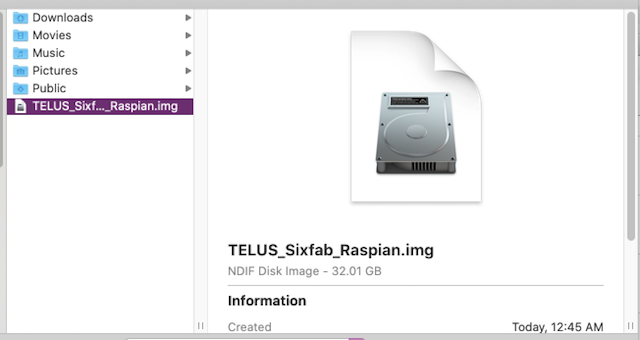 Downloads
Movies
Music
Pictures
Public
TELUS_Sixf..._Raspian.img
TELUS_Sixfab_Raspian.img
NDIF Disk Image - 32.01 GB
Information
Created Today, 12:45 AM